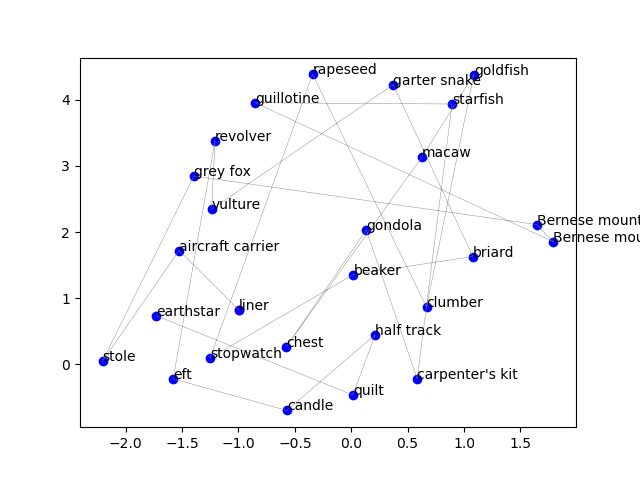 rapeseed
goldfish
garter snake
guillotine
starfish
revolver
macaw
grey fox
vulture
gondola
Bernese mount
Bernese mou
aircraft carrier
briard
beaker
clumber
liner
earthstar
half track
chest
stopwatch
stole
eft
carpenter's kit
quilt
candle
4
3
2
1
0
−2.0 −1.5 −1.0 −0.5 0.0 0.5 1.0 1.5